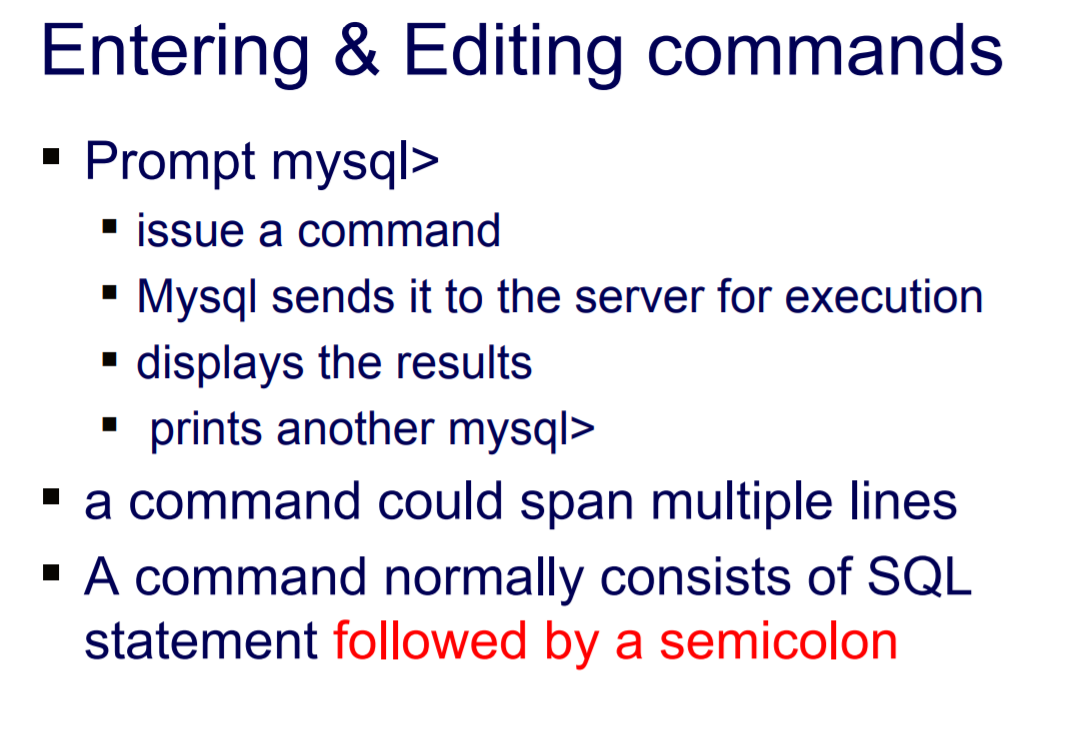 Entering & Editing commands
▪ Prompt mysql>
▪ issue a command
▪ Mysql sends it to the server for execution
▪ displays the results
▪ prints another mysql>
▪ a command could span multiple lines
▪ A command normally consists of SQL
statement followed by a semicolon